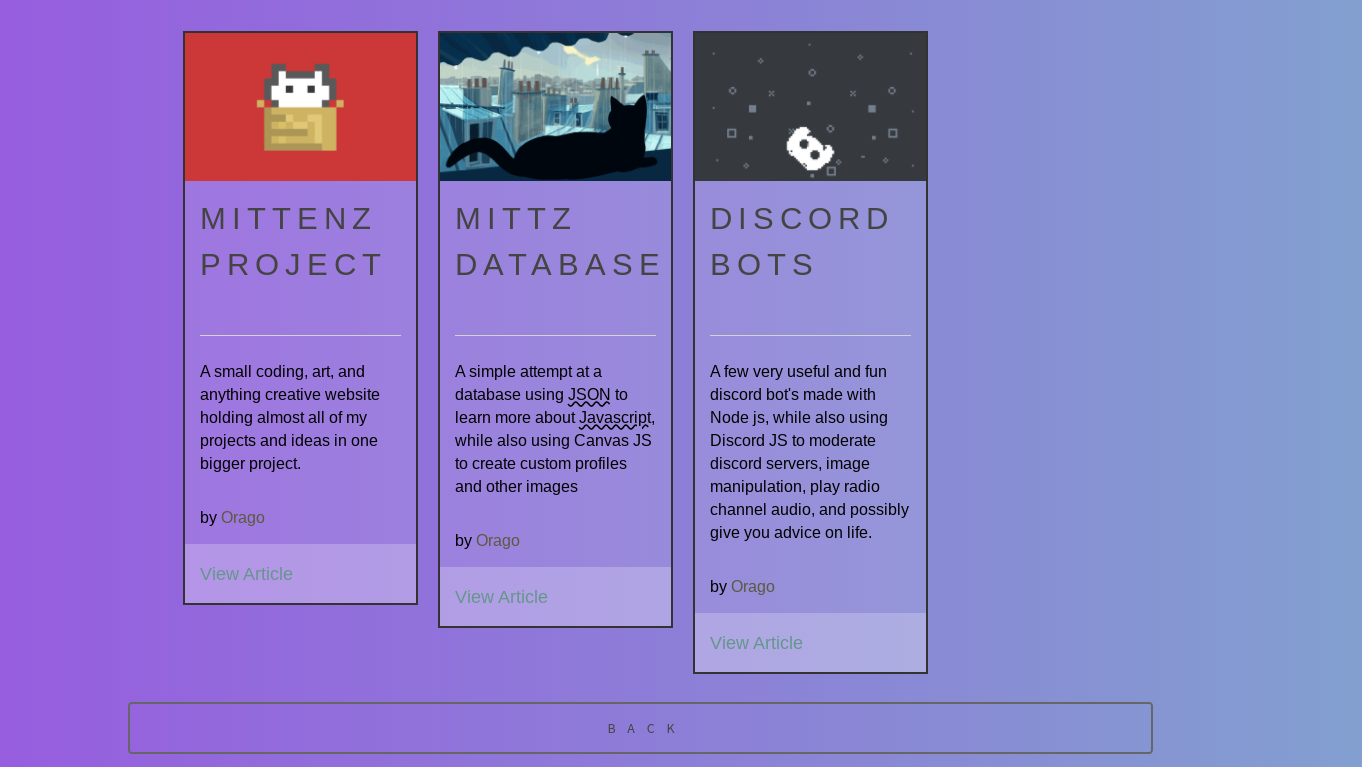 MITTENZ
PROJECT
A small coding, art, and
anything creative website
holding almost all of my
projects and ideas in one
bigger project.
by Orago
View Article
MITTZ
DATABASE
A simple attempt at a
database using JSON to
learn more about Javascript,
while also using Canvas JS
to create custom profiles
and other images
by Orago
View Article
DISCORD
BOTS
A few very useful and fun
discord bot's made with
Node js, while also using
Discord JS to moderate
discord servers, image
manipulation, play radio
channel audio, and possibly
give you advice on life.
by Orago
View Article
BACK